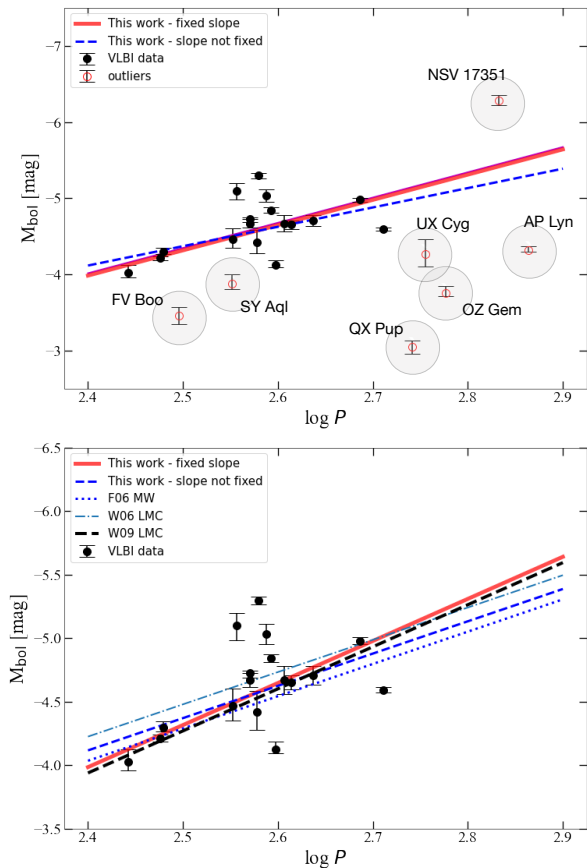 This work - fixed slope
This work - slope not fixed
VLBI data
outliers
NSV 17351
UX Cyg
AP Lyn
FV Boo
SY Aql
OZ Gem
QX Pup
M_bol [mag]
−7
−6
−5
−4
−3
2.4 2.5 2.6 2.7 2.8 2.9
log P
This work - fixed slope
This work - slope not fixed
F06 MW
W06 LMC
W09 LMC
VLBI data
M_bol [mag]
−6.5
−6.0
−5.5
−5.0
−4.5
−4.0
−3.5
2.4 2.5 2.6 2.7 2.8 2.9
log P